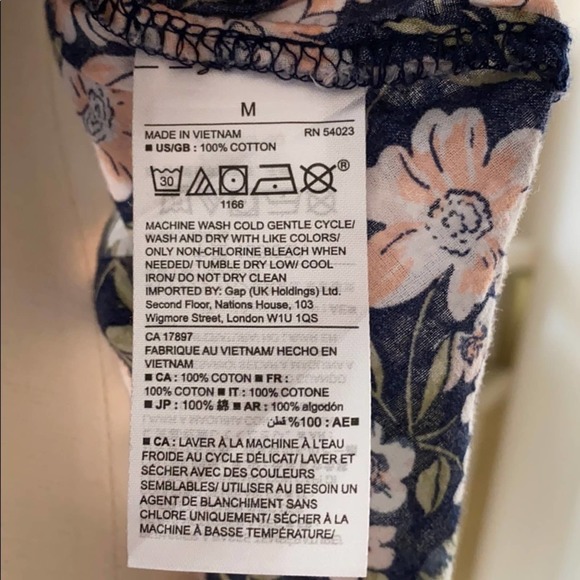 M
MADE IN VIETNAM RN 54023
■ US/GB : 100% COTTON
30 ®
1166
MACHINE WASH COLD GENTLE CYCLE/
WASH AND DRY WITH LIKE COLORS/
ONLY NON-CHLORINE BLEACH WHEN
NEEDED/ TUMBLE DRY LOW/ COOL
IRON/ DO NOT DRY CLEAN
IMPORTED BY: Gap (UK Holdings) Ltd.
Second Floor, Nations House, 103
Wigmore Street, London W1U 1QS
CA 17897
FABRIQUE AU VIETNAM/ HECHO EN
VIETNAM
■ CA : 100% COTON ■ FR :
100% COTON ■ IT : 100% COTONE
■ JP : 100% 綿 ■ AR : 100% algodón
قطن %100 : AE ■
■ CA : LAVER À LA MACHINE À L'EAU
FROIDE AU CYCLE DÉLICAT/ LAVER ET
SÉCHER AVEC DES COULEURS
SEMBLABLES/ UTILISER AU BESOIN UN
AGENT DE BLANCHIMENT SANS
CHLORE UNIQUEMENT/ SÉCHER À LA
MACHINE À BASSE TEMPÉRATURE/